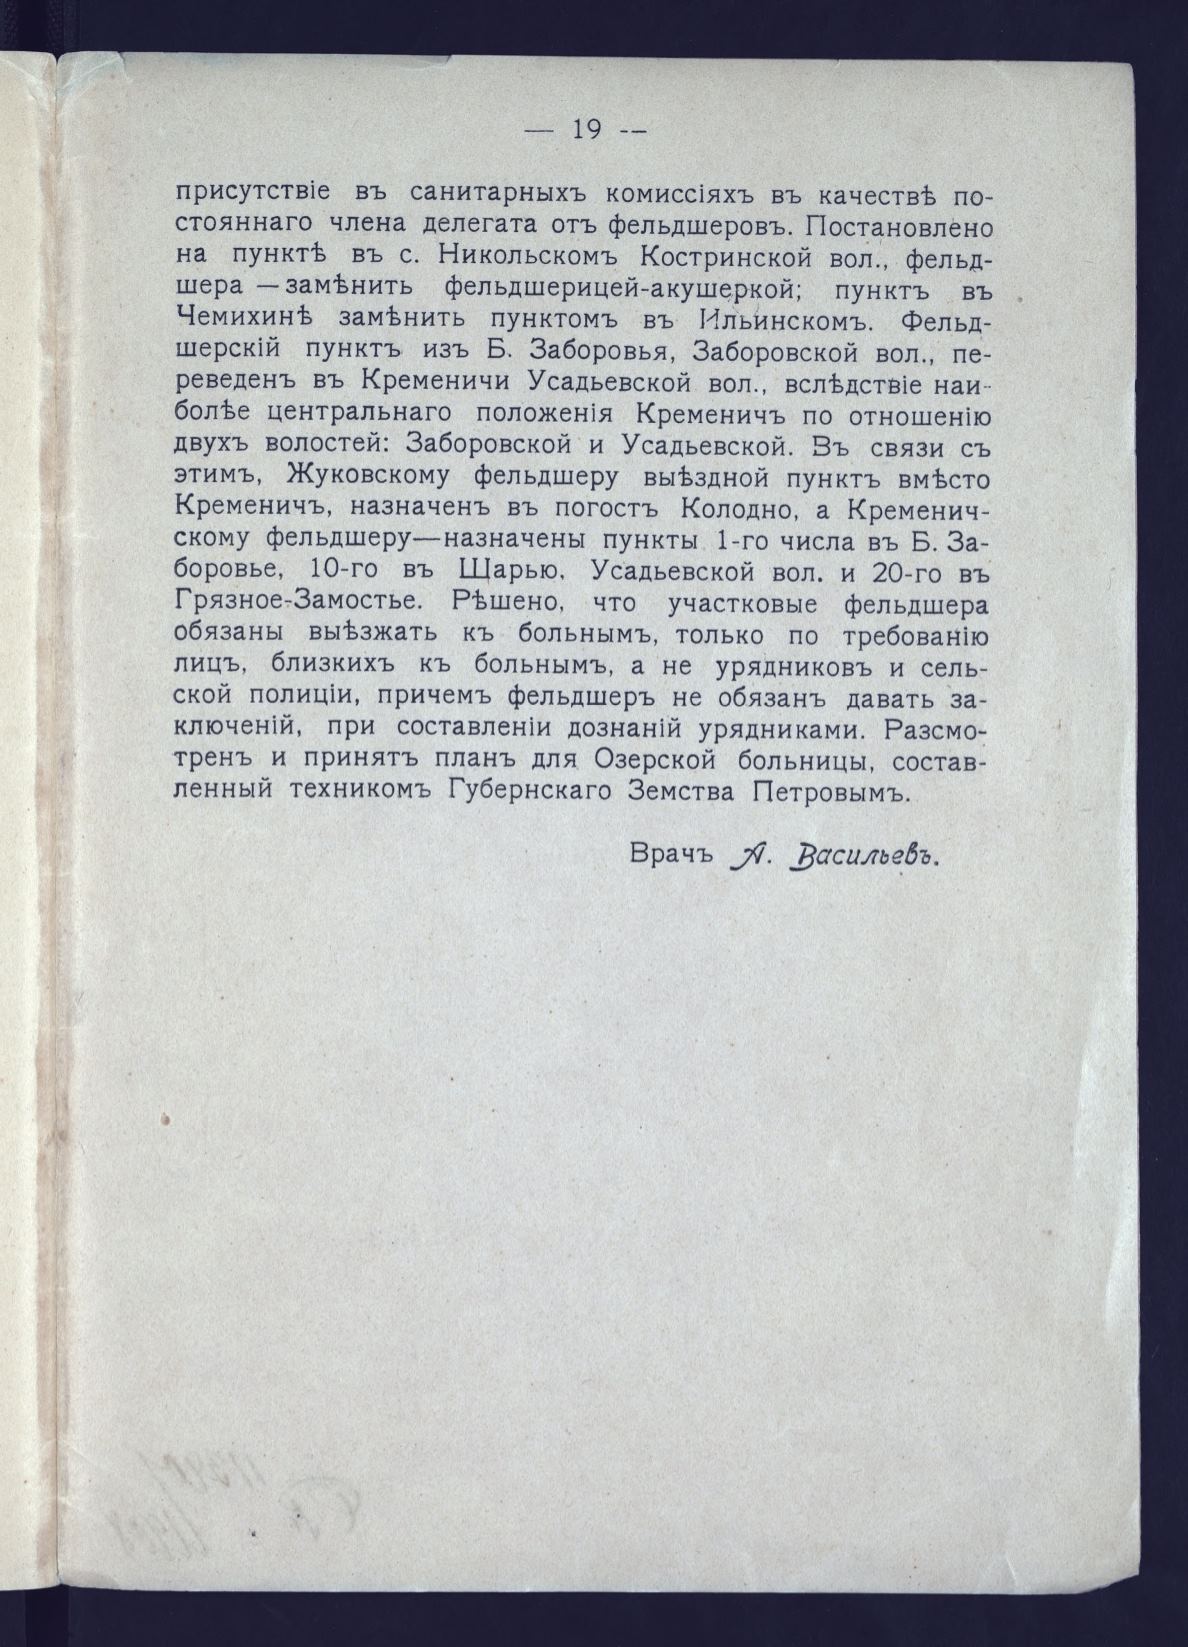 — 19 --
присутствіе въ санитарныхъ комиссіяхъ въ качествѣ по-
стояннаго члена делегата отъ фельдшеровъ. Постановлено
на пунктѣ въ с. Никольскомъ Костринской вол., фельд-
шера — замѣнить фельдшерицей-акушеркой; пунктъ въ
Чемихинѣ замѣнить пунктомъ въ Ильинскомъ. Фельд-
шерскій пунктъ изъ Б. Заборовья, Заборовской вол., пе-
реведенъ въ Кременичи Усадьевской вол., вслѣдствіе наи-
болѣе центральнаго положенія Кременичъ по отношенію
двухъ волостей: Заборовской и Усадьевской. Въ связи съ
этимъ, Жуковскому фельдшеру выѣздной пунктъ вмѣсто
Кременичъ, назначенъ въ погостъ Колодно, а Кременич-
скому фельдшеру—назначены пункты 1-го числа въ Б. За-
боровье, 10-го въ Щарью, Усадьевской вол. и 20-го въ
Грязное-Замостье. Рѣшено, что участковые фельдшера
обязаны выѣзжать къ больнымъ, только по требованію
лицъ, близкихъ къ больнымъ, а не урядниковъ и сель-
ской полиціи, причемъ фельдшеръ не обязанъ давать за-
ключеній, при составленіи дознаній урядниками. Разсмо-
тренъ и принятъ планъ для Озерской больницы, состав-
ленный техникомъ Губернскаго Земства Петровымъ.
Врачъ А. Васильевъ.